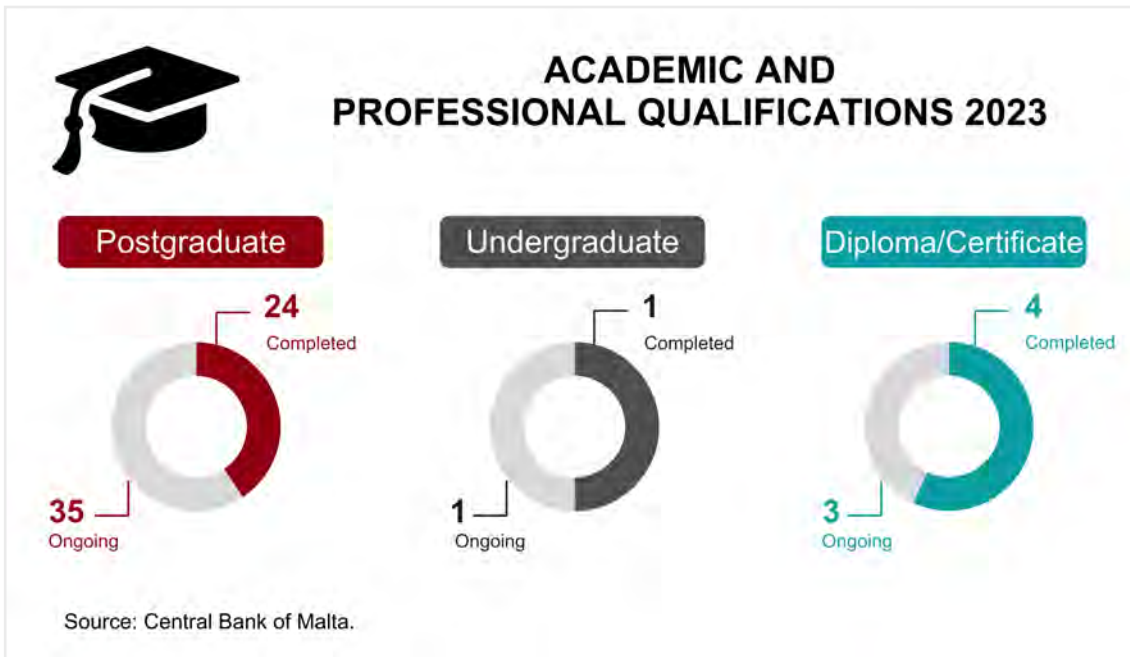 ACADEMIC AND
PROFESSIONAL QUALIFICATIONS 2023
Postgraduate
24
Completed
35
Ongoing
Undergraduate
1
Completed
1
Ongoing
Diploma/Certificate
4
Completed
3
Ongoing
Source: Central Bank of Malta.